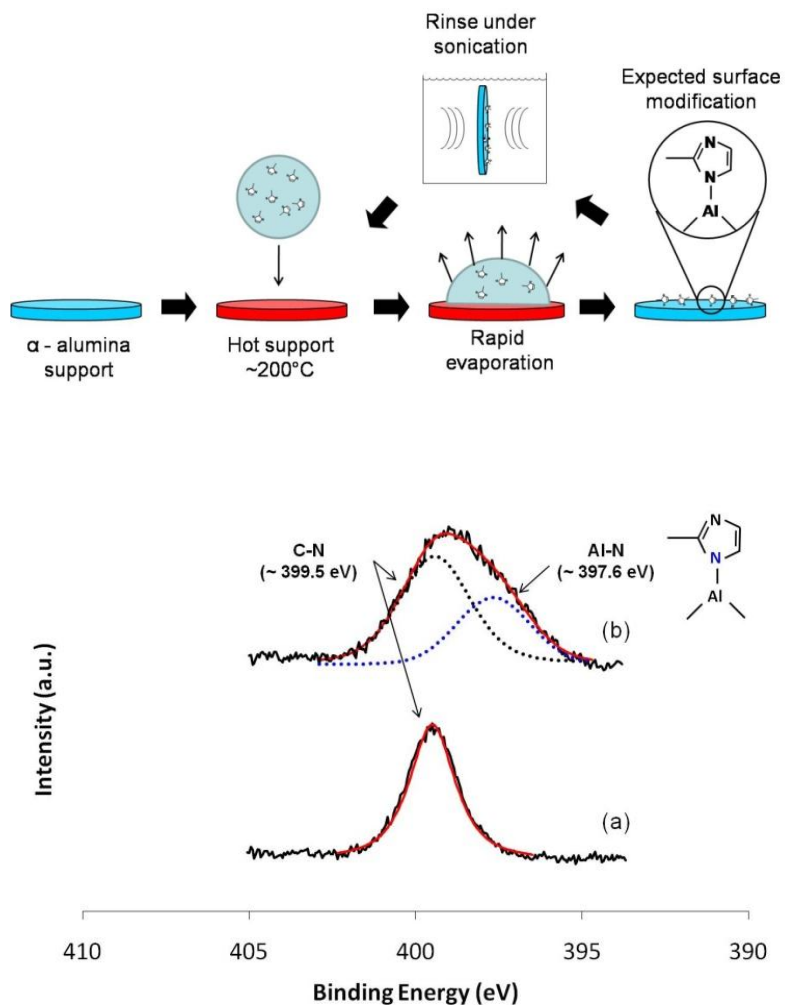 Rinse under
sonication
Expected surface
modification
N
N
Al
α - alumina
support
Hot support
~200°C
Rapid
evaporation
C-N
(~ 399.5 eV)
Al-N
(~ 397.6 eV)
N
N
Al
(b)
(a)
Intensity (a.u.)
410
405
400
395
390
Binding Energy (eV)